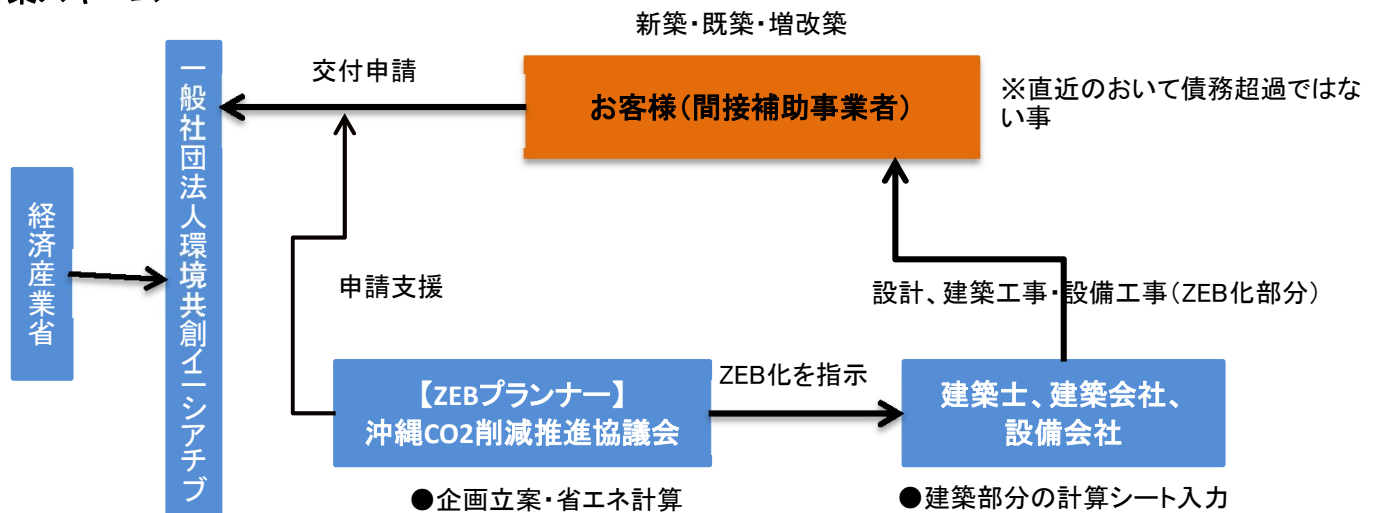 新築・既築・増改築
交付申請
お客様（間接補助事業者）
※直近のおいて債務超過ではな
い事
経済産業省
一般社団法人環境共創イニシアチブ
申請支援
設計、建築工事・設備工事（ZEB化部分）
ZEB化を指示
【ZEBプランナー】
沖縄CO2削減推進協議会
建築士、建築会社、
設備会社
●企画立案・省エネ計算
●建築部分の計算シート入力